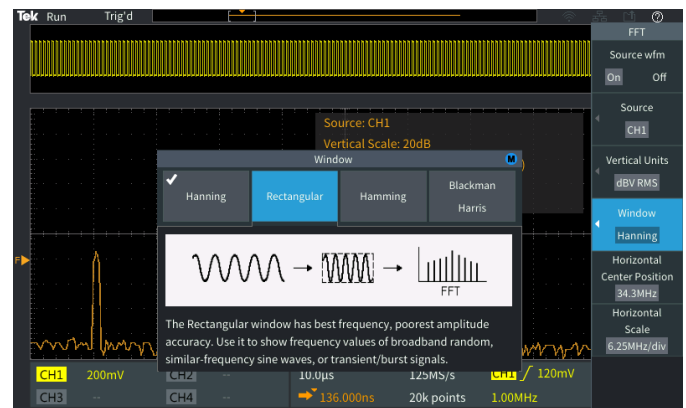 Tek Run Trig'd
FFT
Source wfm
On Off
Source
CH1
Vertical Units
dBV RMS
Window
Hanning
Horizontal
Center Position
34.3MHz
Horizontal
Scale
6.25MHz/div
Source: CH1
Vertical Scale: 20dB
Window
M
Hanning
Rectangular
Hamming
Blackman
Harris
FFT
The Rectangular window has best frequency, poorest amplitude
accuracy. Use it to show frequency values of broadband random,
similar-frequency sine waves, or transient/burst signals.
F
CH1 200mV CH2 -- 10.0µs 125MS/s CH1 120mV
CH3 -- CH4 -- 136.000ns 20k points 1.00MHz